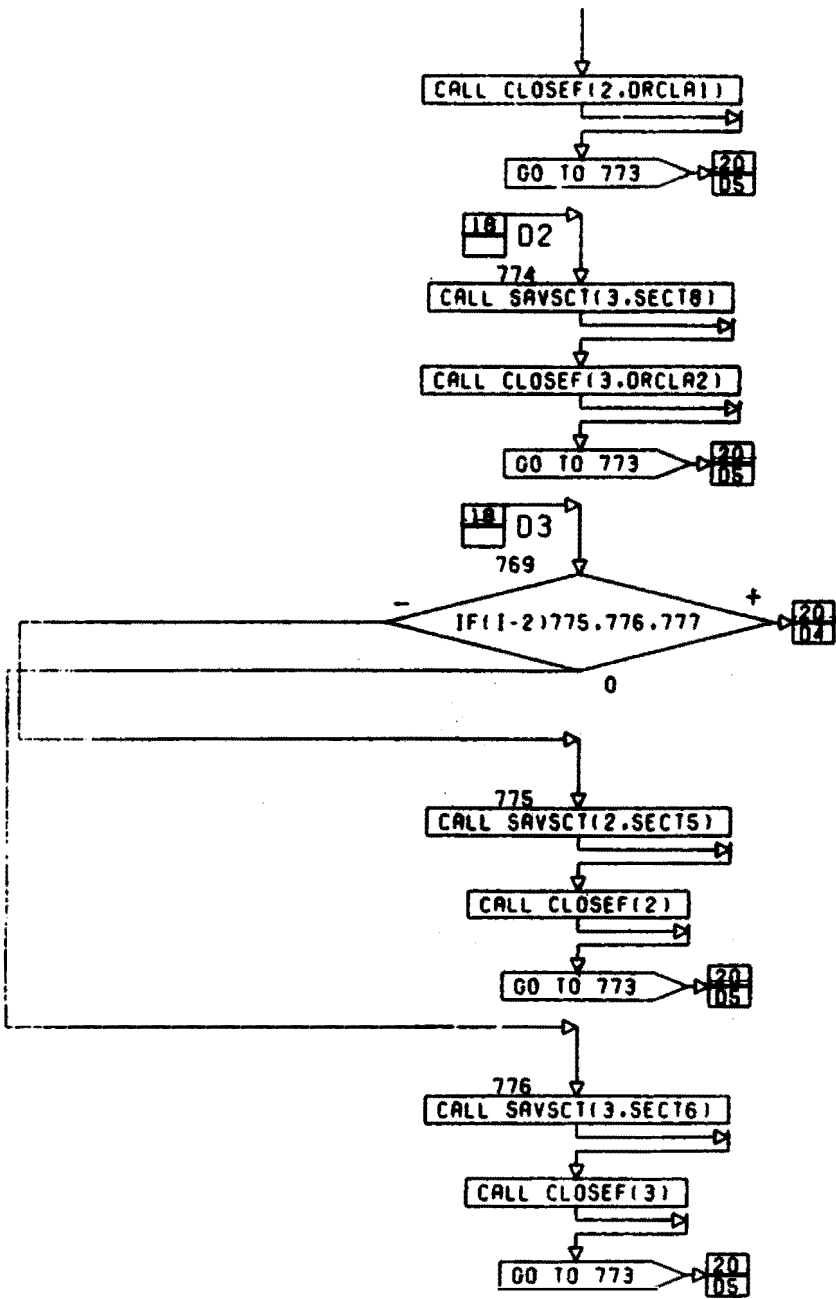 CALL CLOSEF(2.DRCLA1)
GO TO 773
20
D5
18
D2
774
CALL SAVSCT(3.SECT8)
CALL CLOSEF(3.DRCLA2)
GO TO 773
20
D5
18
D3
769
-
+
IF(I-2)775.776.777
20
D4
0
775
CALL SAVSCT(2.SECT5)
CALL CLOSEF(2)
GO TO 773
20
D5
776
CALL SAVSCT(3.SECT6)
CALL CLOSEF(3)
GO TO 773
20
D5